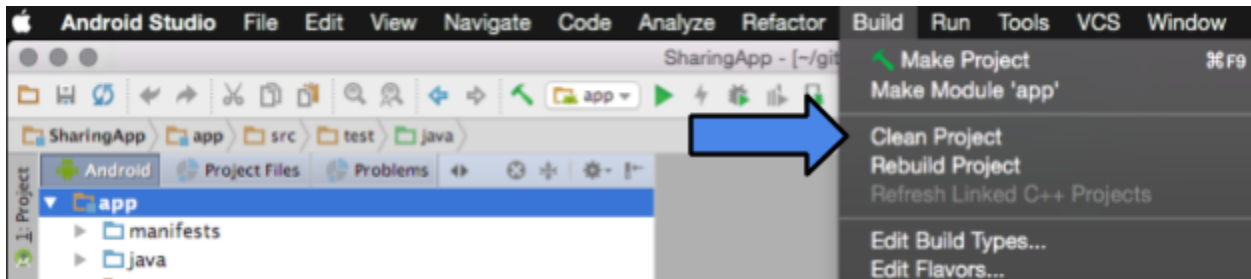 Android Studio File Edit View Navigate Code Analyze Refactor Build Run Tools VCS Window
SharingApp - [~/git
Make Project ⌘F9
Make Module 'app'
app
SharingApp app src test java
Clean Project
Rebuild Project
Refresh Linked C++ Projects
Android Project Files Problems
1: Project
app
manifests
java
Edit Build Types...
Edit Flavors...